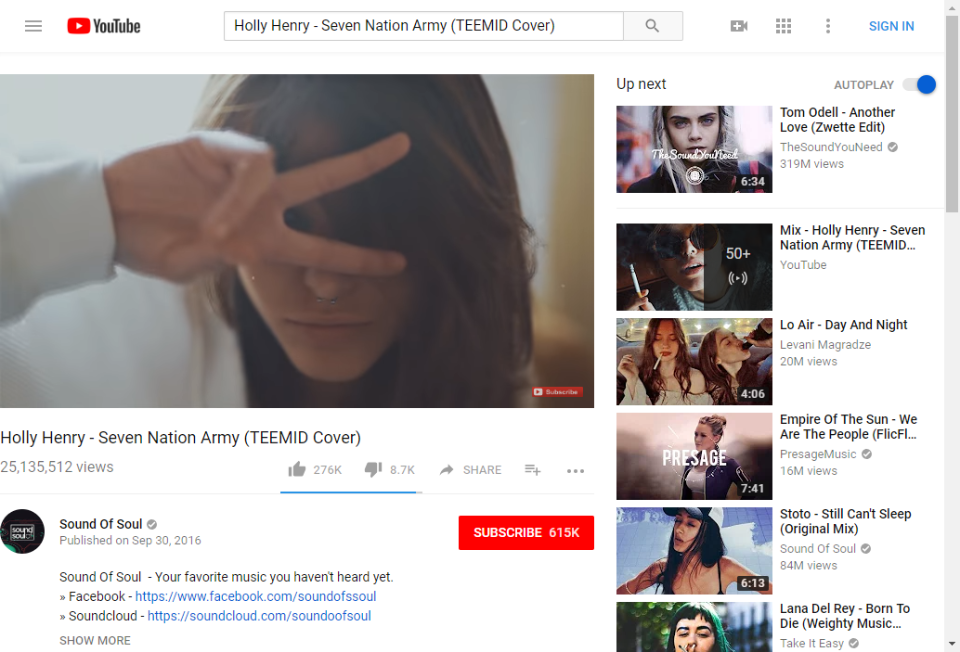 YouTube
Holly Henry - Seven Nation Army (TEEMID Cover)
SIGN IN
Subscribe
Holly Henry - Seven Nation Army (TEEMID Cover)
25,135,512 views
276K
8.7K
SHARE
sound of soul
Sound Of Soul
Published on Sep 30, 2016
SUBSCRIBE 615K
Sound Of Soul - Your favorite music you haven't heard yet.
» Facebook - https://www.facebook.com/soundofssoul
» Soundcloud - https://soundcloud.com/soundoofsoul
SHOW MORE
Up next
AUTOPLAY
TheSoundYouNeed
6:34
Tom Odell - Another
Love (Zwette Edit)
TheSoundYouNeed
319M views
50+
Mix - Holly Henry - Seven
Nation Army (TEEMID...
YouTube
4:06
Lo Air - Day And Night
Levani Magradze
20M views
PRESAGE
7:41
Empire Of The Sun - We
Are The People (FlicFl...
PresageMusic
16M views
6:13
Stoto - Still Can't Sleep
(Original Mix)
Sound Of Soul
84M views
Lana Del Rey - Born To
Die (Weighty Music...
Take It Easy